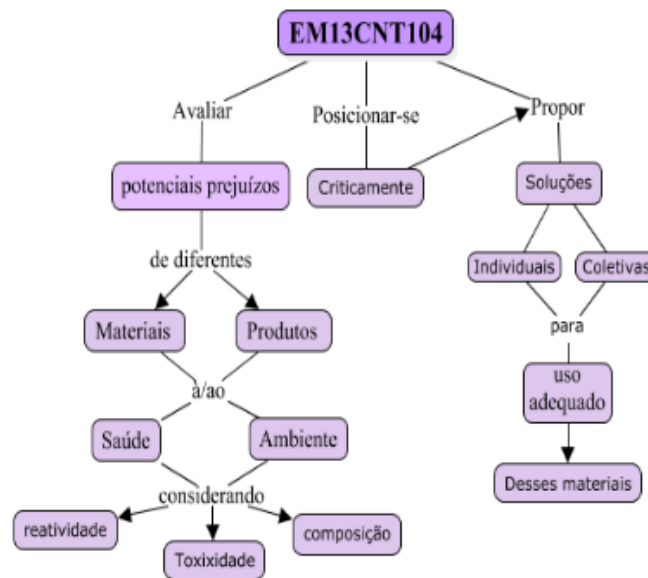 EM13CNT104
Avaliar
Posicionar-se
Propor
potenciais prejuízos
Criticamente
Soluções
de diferentes
Individuais
Coletivas
Materiais
Produtos
para
à/ao
uso
adequado
Saúde
Ambiente
Desses materiais
considerando
reatividade
Toxixidade
composição